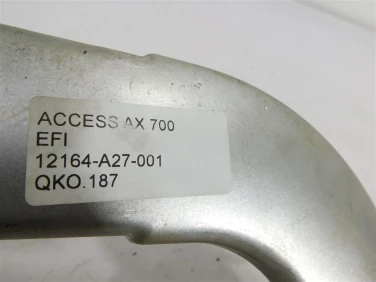 ACCESS AX 700
EFI
12164-A27-001
QKO.187